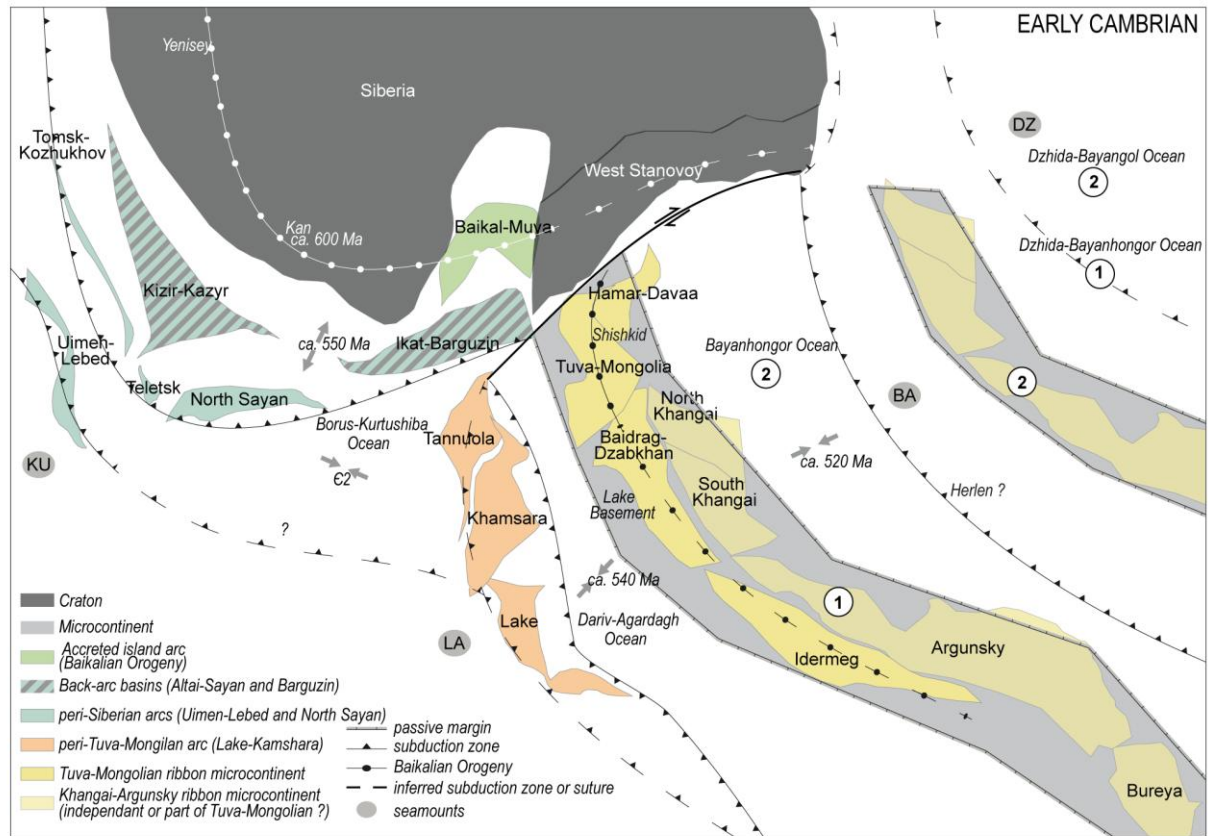 EARLY CAMBRIAN
Yenisey
Siberia
Tomsk-
Kozhukhov
DZ
Dzhida-Bayangol Ocean
2
West Stanovoy
Kan
ca. 600 Ma
Baikal-Muya
Dzhida-Bayanhongor Ocean
1
Kizir-Kazyr
Hamar-Davaa
Uimen-
Lebed
ca. 550 Ma
Ikat-Barguzin
Shishkid
Bayanhongor Ocean
2
Tuva-Mongolia
Teletsk
North Sayan
North
Khangai
BA
2
Borus-Kurtushiba
Ocean
Tannuola
Baidrag-
Dzabkhan
KU
Є2
ca. 520 Ma
South
Khangai
Lake
Basement
Herlen ?
Khamsara
?
ca. 540 Ma
1
Lake
Dariv-Agardagh
Ocean
LA
Argunsky
Idermeg
Bureya
Craton
Microcontinent
Accreted island arc
(Baikalian Orogeny)
Back-arc basins (Altai-Sayan and Barguzin)
peri-Siberian arcs (Uimen-Lebed and North Sayan)
peri-Tuva-Mongilan arc (Lake-Kamshara)
Tuva-Mongolian ribbon microcontinent
Khangai-Argunsky ribbon microcontinent
(independant or part of Tuva-Mongolian ?)
passive margin
subduction zone
Baikalian Orogeny
inferred subduction zone or suture
seamounts